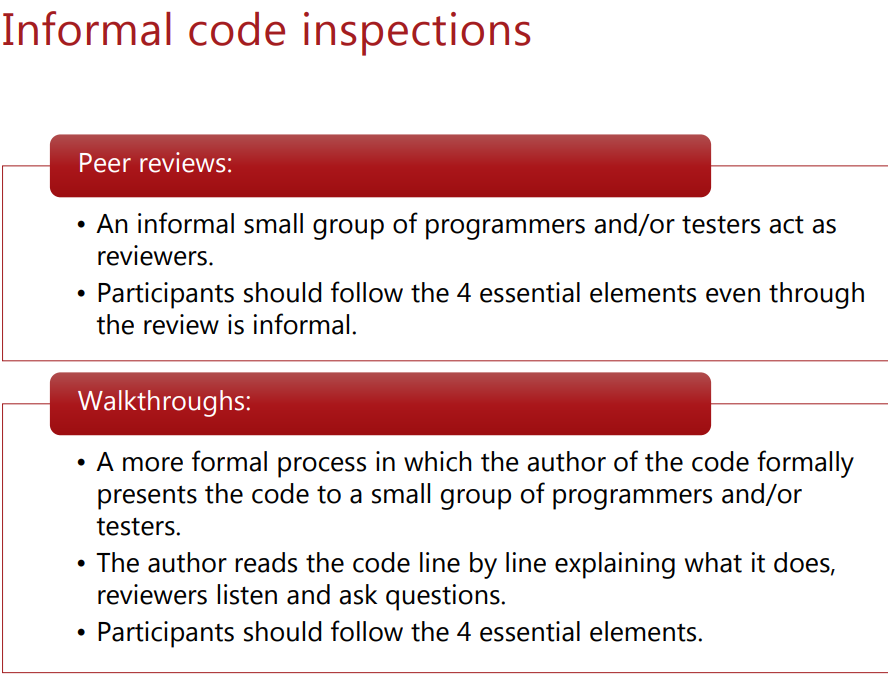 Informal code inspections
Peer reviews:
• An informal small group of programmers and/or testers act as
reviewers.
• Participants should follow the 4 essential elements even through
the review is informal.
Walkthroughs:
• A more formal process in which the author of the code formally
presents the code to a small group of programmers and/or
testers.
• The author reads the code line by line explaining what it does,
reviewers listen and ask questions.
• Participants should follow the 4 essential elements.